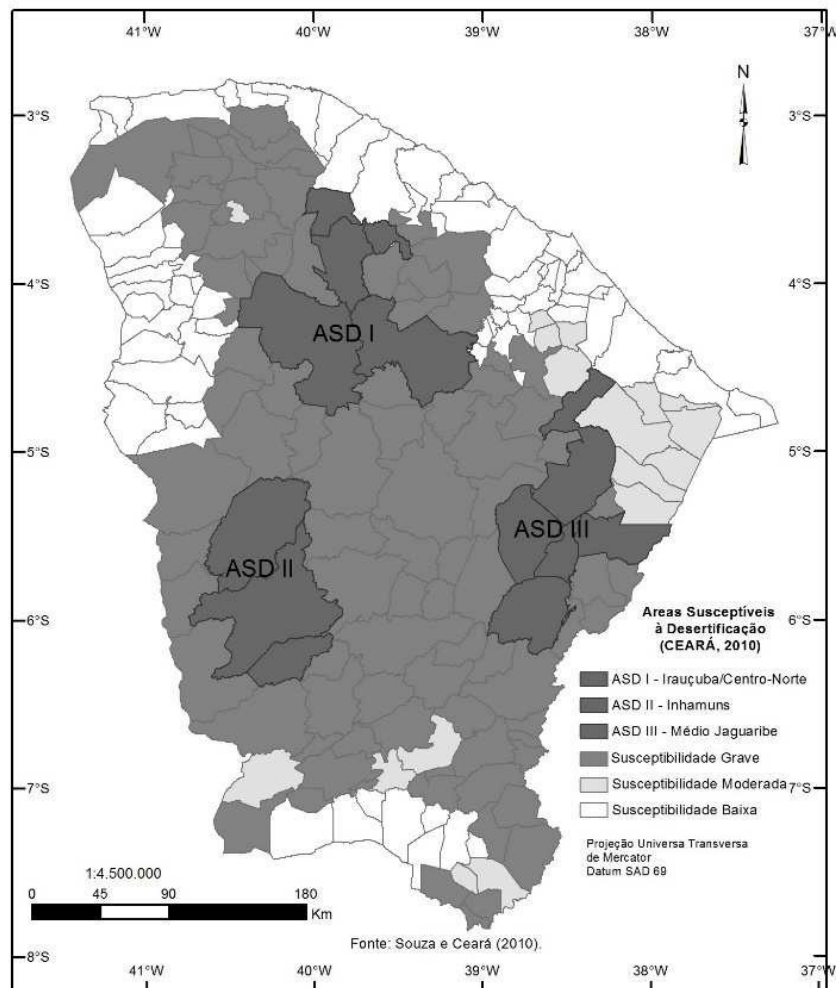 41°W 40°W 39°W 38°W 37°W
N
3°S 3°S
4°S 4°S
ASD I
5°S 5°S
ASD III
ASD II
6°S 6°S
Areas Susceptíveis
à Desertificação
(CEARÁ, 2010)
ASD I - Irauçuba/Centro-Norte
ASD II - Inhamuns
ASD III - Médio Jaguaribe
Susceptibilidade Grave
Susceptibilidade Moderada
Susceptibilidade Baixa
7°S 7°S
Projeção Universa Transversa
de Mercator
Datum SAD 69
1:4.500.000
0 45 90 180
Km
Fonte: Souza e Ceará (2010).
8°S 8°S
41°W 40°W 39°W 38°W 37°W